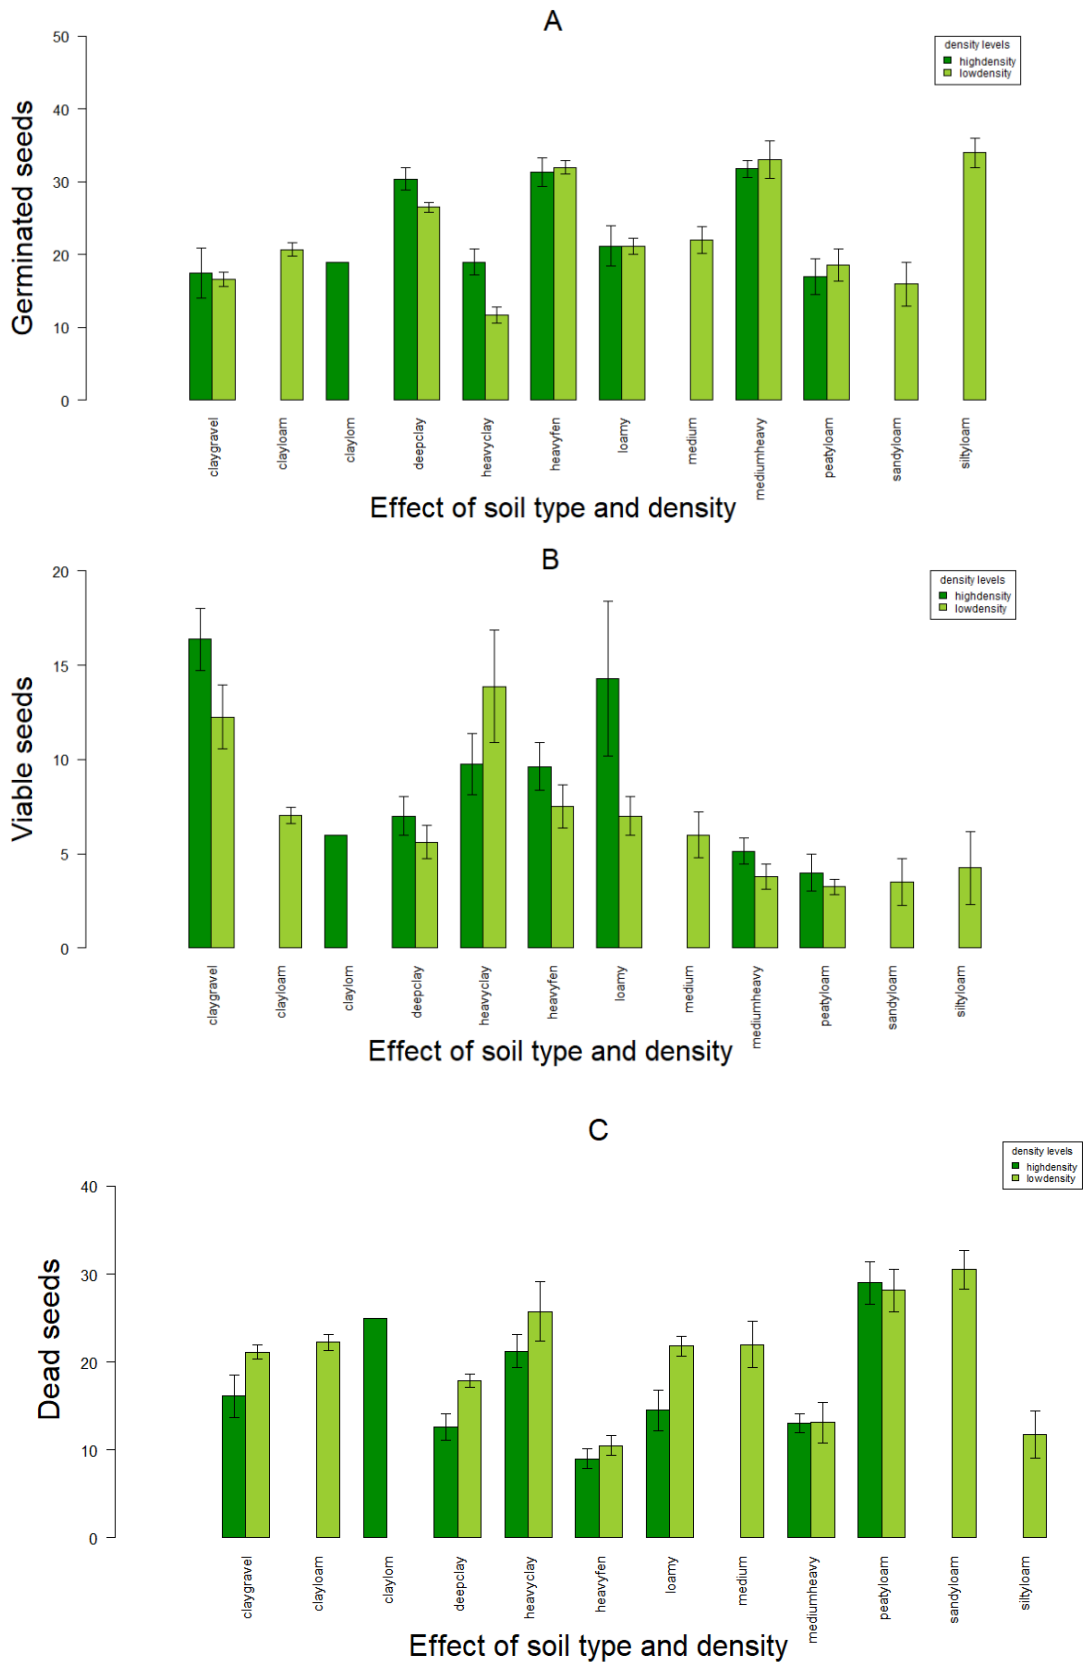 A
density levels
highdensity
lowdensity
Germinated seeds
50
40
30
20
10
0
claygravel
clayloam
claylom
deepclay
heavyclay
heavyfen
loamy
medium
mediumheavy
peatyloam
sandyloam
siltyloam
Effect of soil type and density
B
density levels
highdensity
lowdensity
Viable seeds
20
15
10
5
0
claygravel
clayloam
claylom
deepclay
heavyclay
heavyfen
loamy
medium
mediumheavy
peatyloam
sandyloam
siltyloam
Effect of soil type and density
C
density levels
highdensity
lowdensity
Dead seeds
40
30
20
10
0
claygravel
clayloam
claylom
deepclay
heavyclay
heavyfen
loamy
medium
mediumheavy
peatyloam
sandyloam
siltyloam
Effect of soil type and density